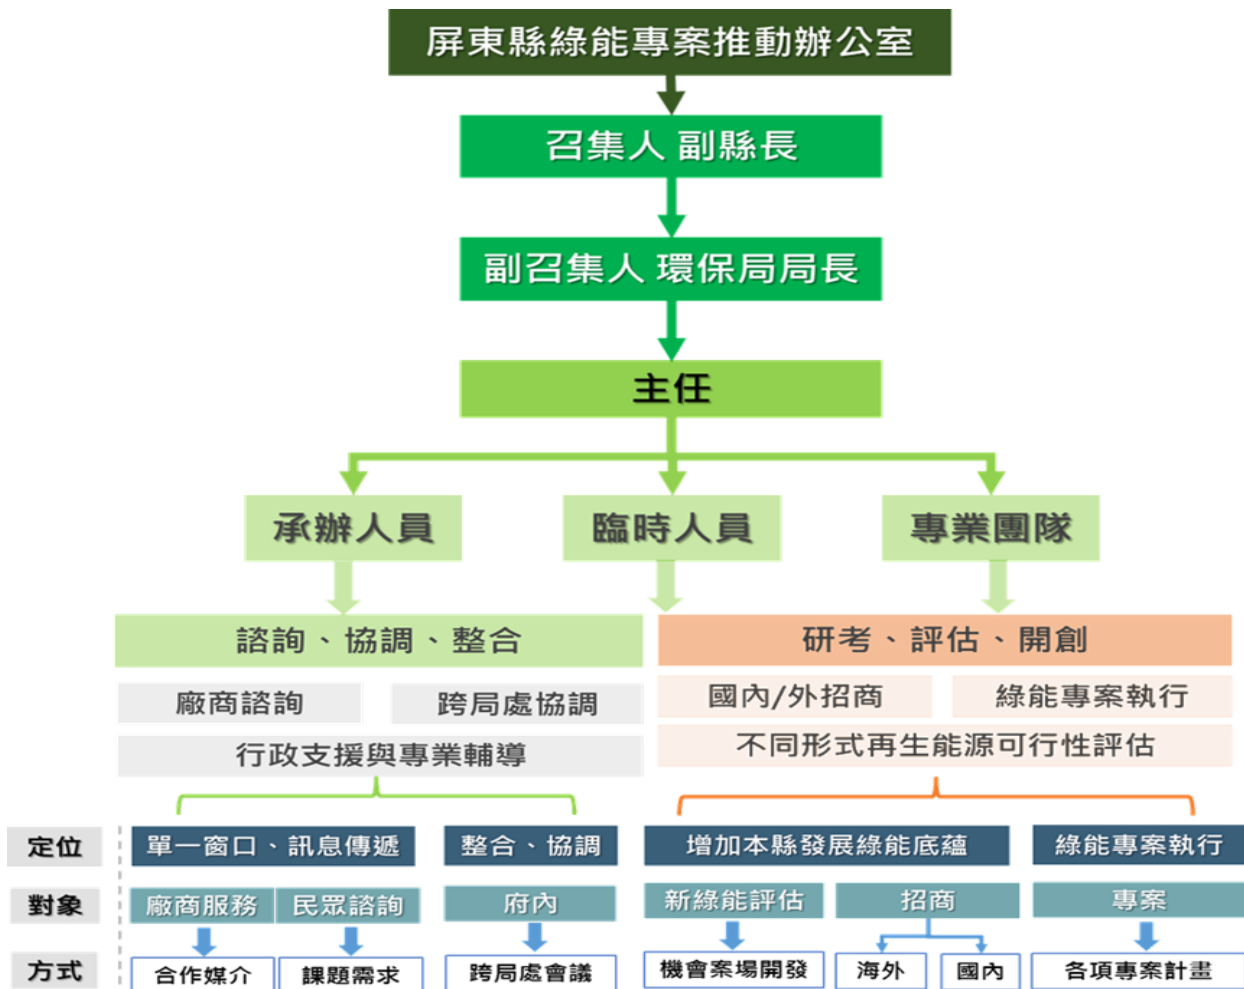 屏東縣綠能專案推動辦公室
召集人 副縣長
副召集人 環保局局長
主任
承辦人員
臨時人員
專業團隊
諮詢、協調、整合
研考、評估、開創
廠商諮詢
跨局處協調
國內/外招商
綠能專案執行
行政支援與專業輔導
不同形式再生能源可行性評估
定位
單一窗口、訊息傳遞
整合、協調
增加本縣發展綠能底蘊
綠能專案執行
對象
廠商服務
民眾諮詢
府內
新綠能評估
招商
專案
方式
合作媒介
課題需求
跨局處會議
機會案場開發
海外
國內
各項專案計畫